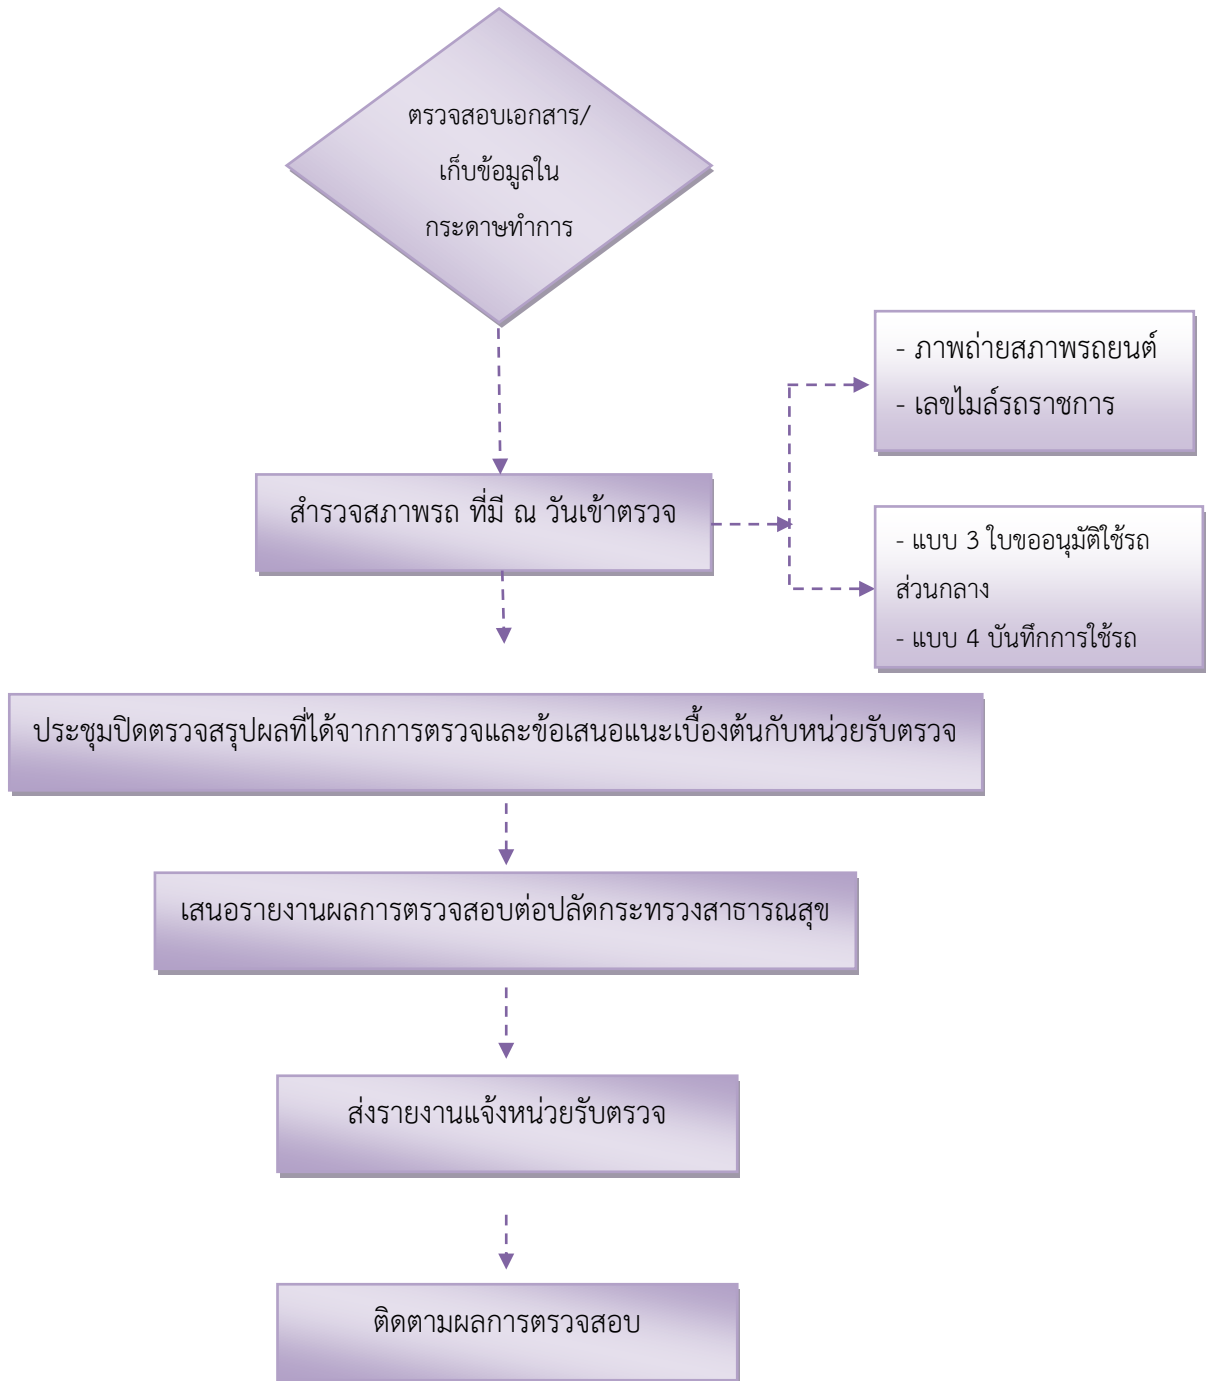 ตรวจสอบเอกสาร/
เก็บข้อมูลใน
กระดาษทำการ
- ภาพถ่ายสภาพรถยนต์
- เลขไมล์รถราชการ
สำรวจสภาพรถ ที่มี ณ วันเข้าตรวจ
- แบบ 3 ใบขออนุมัติใช้รถ
ส่วนกลาง
- แบบ 4 บันทึกการใช้รถ
ประชุมปิดตรวจสรุปผลที่ได้จากการตรวจและข้อเสนอแนะเบื้องต้นกับหน่วยรับตรวจ
เสนอรายงานผลการตรวจสอบต่อปลัดกระทรวงสาธารณสุข
ส่งรายงานแจ้งหน่วยรับตรวจ
ติดตามผลการตรวจสอบ